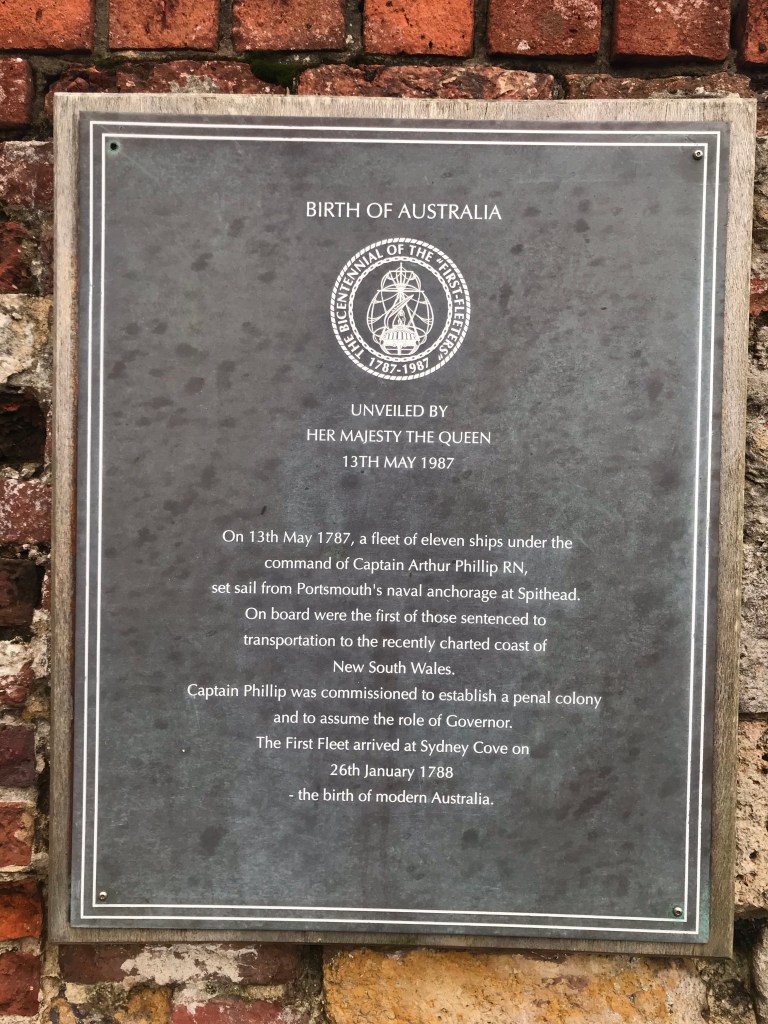 BIRTH OF AUSTRALIA
THE BICENTENNIAL OF THE "FIRST-FLEETERS"
1787-1987
UNVEILED BY
HER MAJESTY THE QUEEN
13TH MAY 1987
On 13th May 1787, a fleet of eleven ships under the
command of Captain Arthur Phillip RN,
set sail from Portsmouth's naval anchorage at Spithead.
On board were the first of those sentenced to
transportation to the recently charted coast of
New South Wales.
Captain Phillip was commissioned to establish a penal colony
and to assume the role of Governor.
The First Fleet arrived at Sydney Cove on
26th January 1788
- the birth of modern Australia.